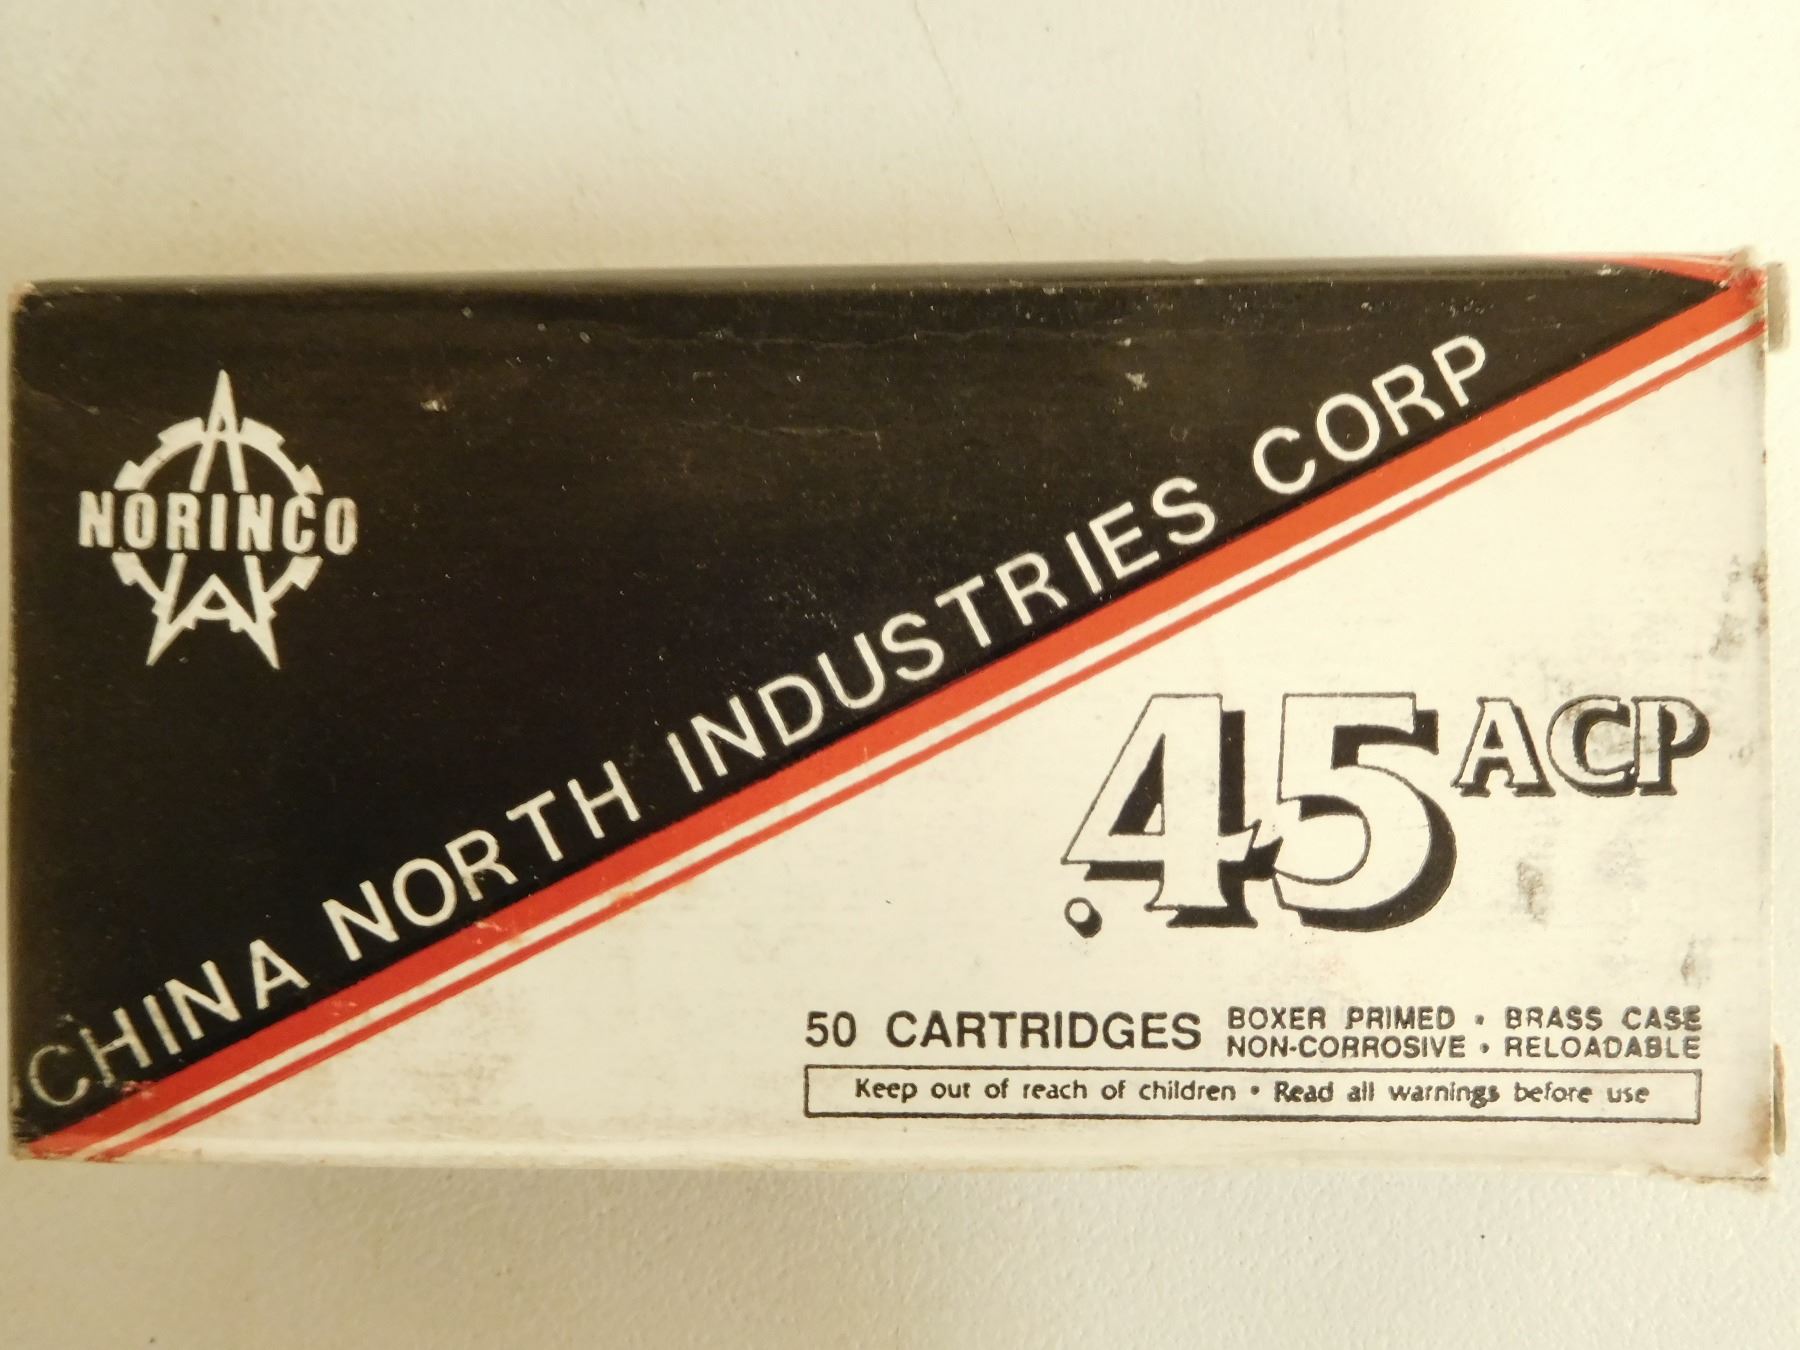 NORINCO
CHINA NORTH INDUSTRIES CORP
.45 ACP
50 CARTRIDGES
BOXER PRIMED • BRASS CASE
NON-CORROSIVE • RELOADABLE
Keep out of reach of children • Read all warnings before use